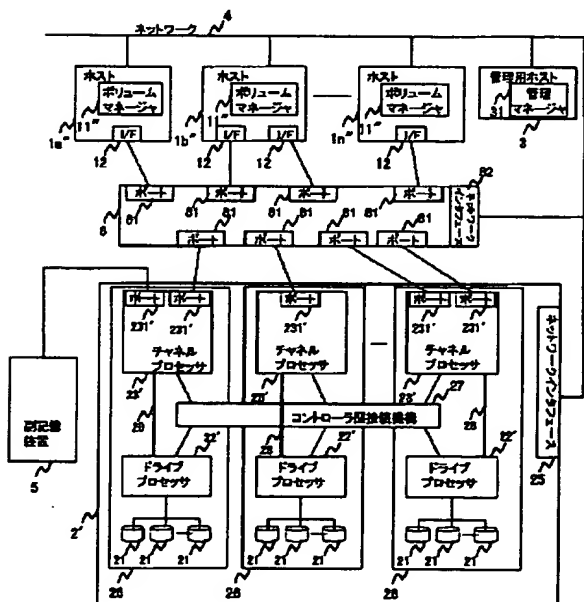 ネットワーク
4
ホスト
ボリューム
マネージャ
11''
I/F
1a''
12
ホスト
ボリューム
マネージャ
11''
I/F
I/F
1b''
12
12
ホスト
ボリューム
マネージャ
11''
I/F
1n''
12
管理用ホスト
管理
マネージャ
31
3
ポート
ポート
ポート
ポート
61
61
61
61
62
ネットワーク
インタフェース
6
61
61
61
61
ポート
ポート
ポート
ポート
ポート
ポート
231'
231'
チャネル
プロセッサ
23'
ポート
231'
チャネル
プロセッサ
23'
ポート
ポート
231'
231'
チャネル
プロセッサ
23'
27
ネットワークインタフェース
25
副記憶
装置
5
コントローラ間接続機構
28
28
22'
ドライブ
プロセッサ
22'
ドライブ
プロセッサ
22'
ドライブ
プロセッサ
21
21
21
21
21
21
21
21
21
26
26
26